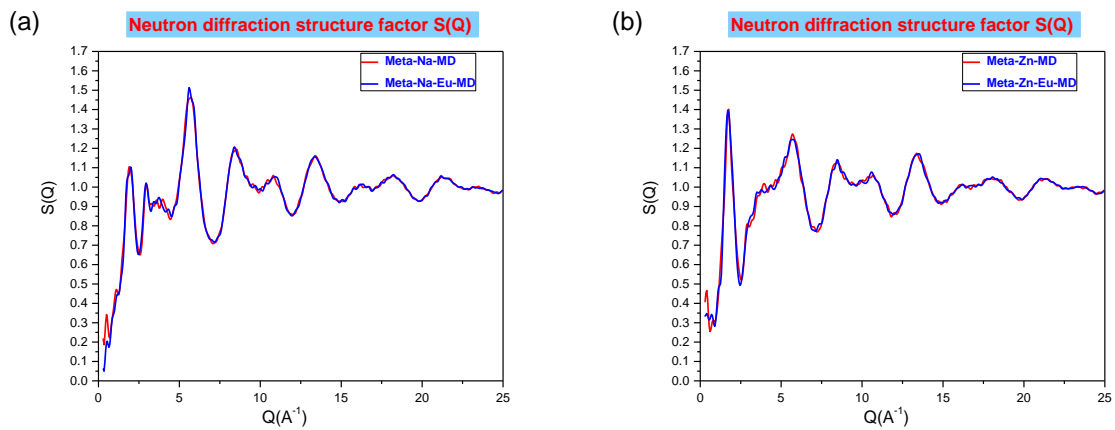 (a)
Neutron diffraction structure factor S(Q)
1.7
1.6
1.5
1.4
1.3
1.2
1.1
1.0
0.9
0.8
0.7
0.6
0.5
0.4
0.3
0.2
0.1
0.0
S(Q)
Meta-Na-MD
Meta-Na-Eu-MD
0 5 10 15 20 25
Q(A⁻¹)
(b)
Neutron diffraction structure factor S(Q)
1.7
1.6
1.5
1.4
1.3
1.2
1.1
1.0
0.9
0.8
0.7
0.6
0.5
0.4
0.3
0.2
0.1
0.0
S(Q)
Meta-Zn-MD
Meta-Zn-Eu-MD
0 5 10 15 20 25
Q(A⁻¹)